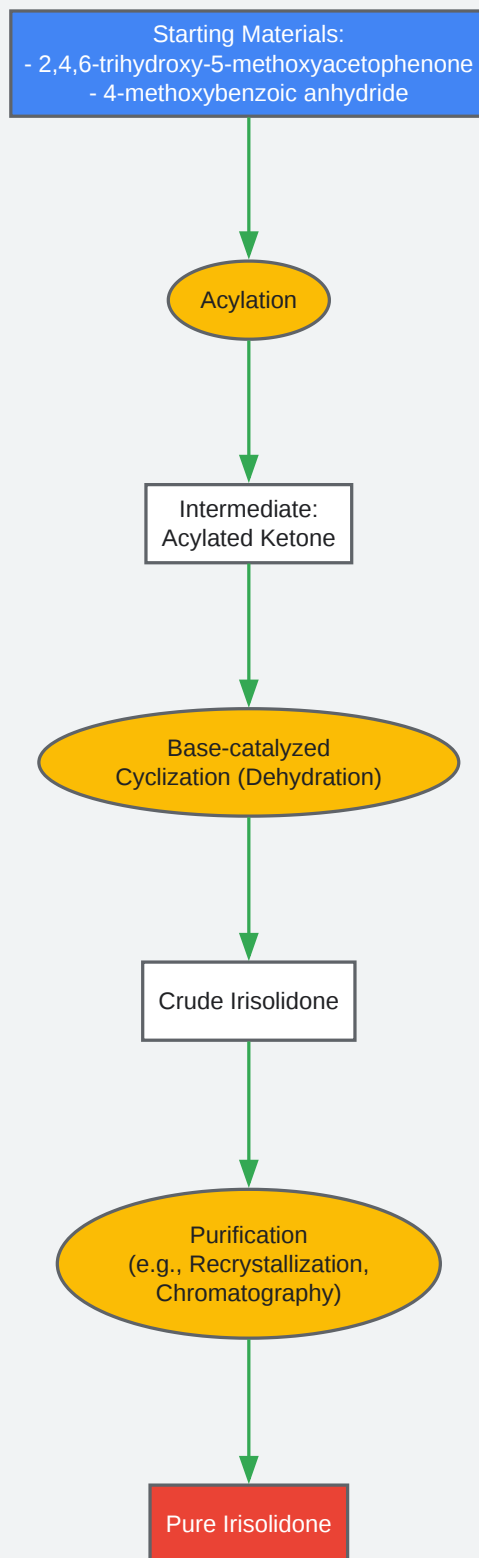 Starting Materials:
- 2,4,6-trihydroxy-5-methoxyacetophenone
- 4-methoxybenzoic anhydride
Acylation
Intermediate:
Acylated Ketone
Base-catalyzed
Cyclization (Dehydration)
Crude Irisolidone
Purification
(e.g., Recrystallization,
Chromatography)
Pure Irisolidone